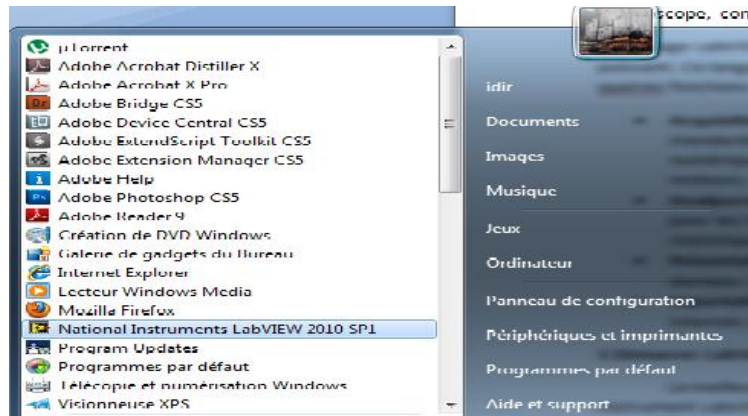 scope, con
µTorrent
Adobe Acrobat Distiller X
Adobe Acrobat X Pro
Adobe Bridge CS5
Adobe Device Central CS5
Adobe ExtendScript Toolkit CS5
Adobe Extension Manager CS5
Adobe Help
Adobe Photoshop CS5
Adobe Reader 9
Création de DVD Windows
Galerie de gadgets du Bureau
Internet Explorer
Lecteur Windows Media
Mozilla Firefox
National Instruments LabVIEW 2010 SP1
Program Updates
Programmes par défaut
Télécopie et numérisation Windows
Visionneuse XPS
idir
Documents
Images
Musique
Jeux
Ordinateur
Panneau de configuration
Périphériques et imprimantes
Programmes par défaut
Aide et support